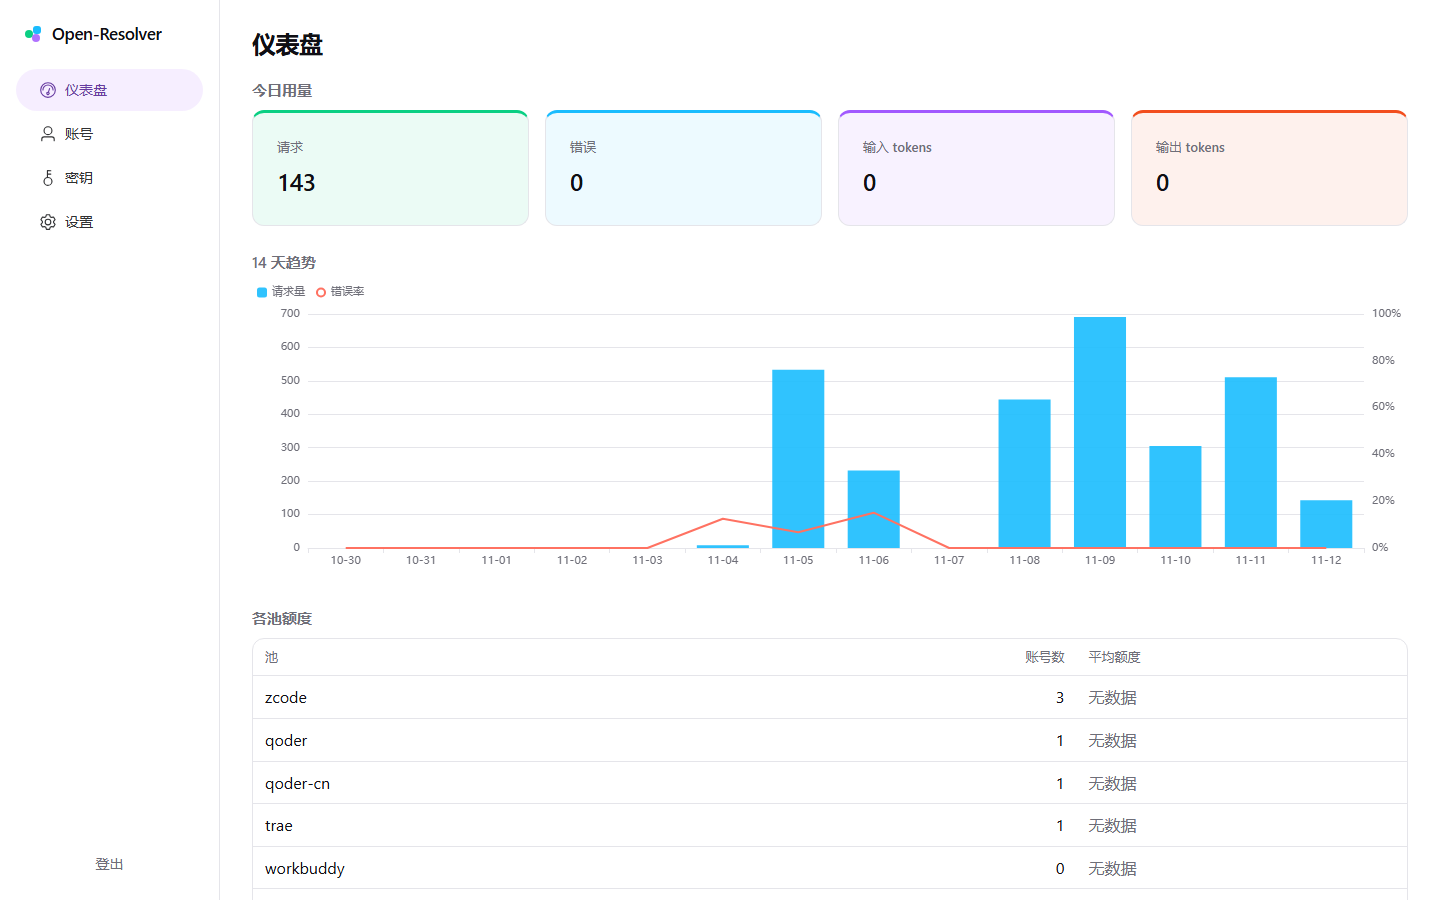 Open-Resolver
仪表盘
账号
密钥
设置
登出
仪表盘
今日用量
请求
143
错误
0
输入 tokens
0
输出 tokens
0
14 天趋势
请求量 错误率
700 100%
600
80%
500
60%
400
300 40%
200 20%
100
0 0%
10-30 10-31 11-01 11-02 11-03 11-04 11-05 11-06 11-07 11-08 11-09 11-10 11-11 11-12
各池额度
池 账号数 平均额度
zcode 3 无数据
qoder 1 无数据
qoder-cn 1 无数据
trae 1 无数据
workbuddy 0 无数据